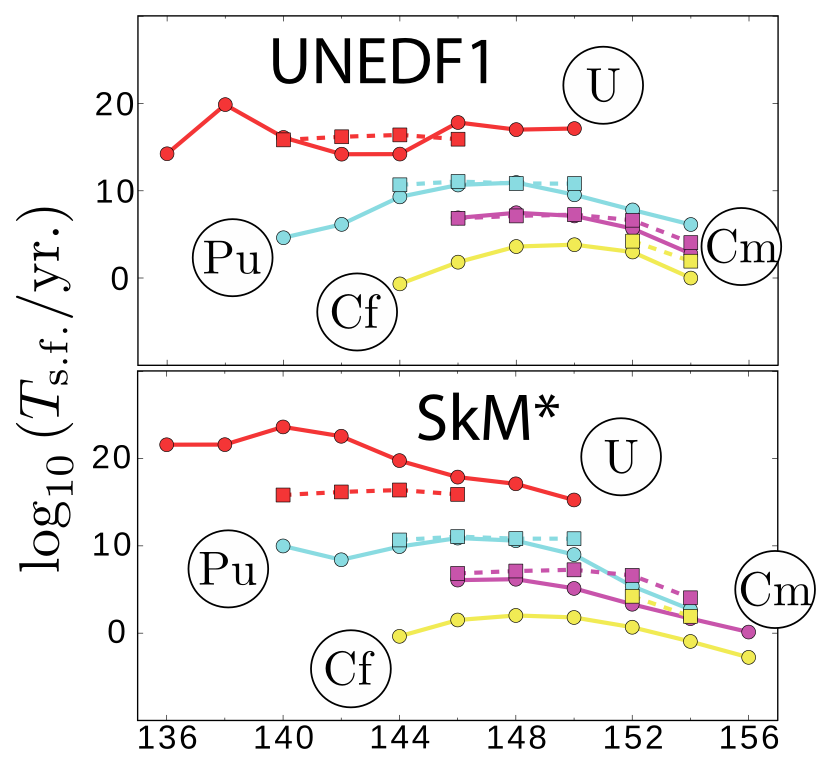 UNEDF1
U
20
10
Pu
Cm
0
Cf
log₁₀ (T_s.f./yr.)
SkM*
U
20
10
Pu
Cm
0
Cf
136 140 144 148 152 156